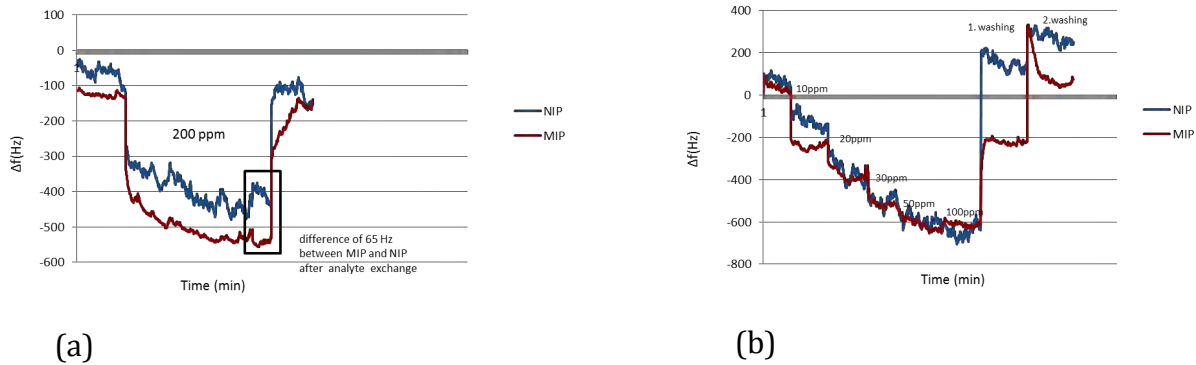 100
0
-100
-200
-300
-400
-500
-600
Δf(Hz)
1
200 ppm
difference of 65 Hz
between MIP and NIP
after analyte exchange
Time (min)
NIP
MIP
(a)
400
200
0
-200
-400
-600
-800
Δf(Hz)
1
10ppm
20ppm
30ppm
50ppm
100ppm
1. washing
2.washing
Time (min)
NIP
MIP
(b)